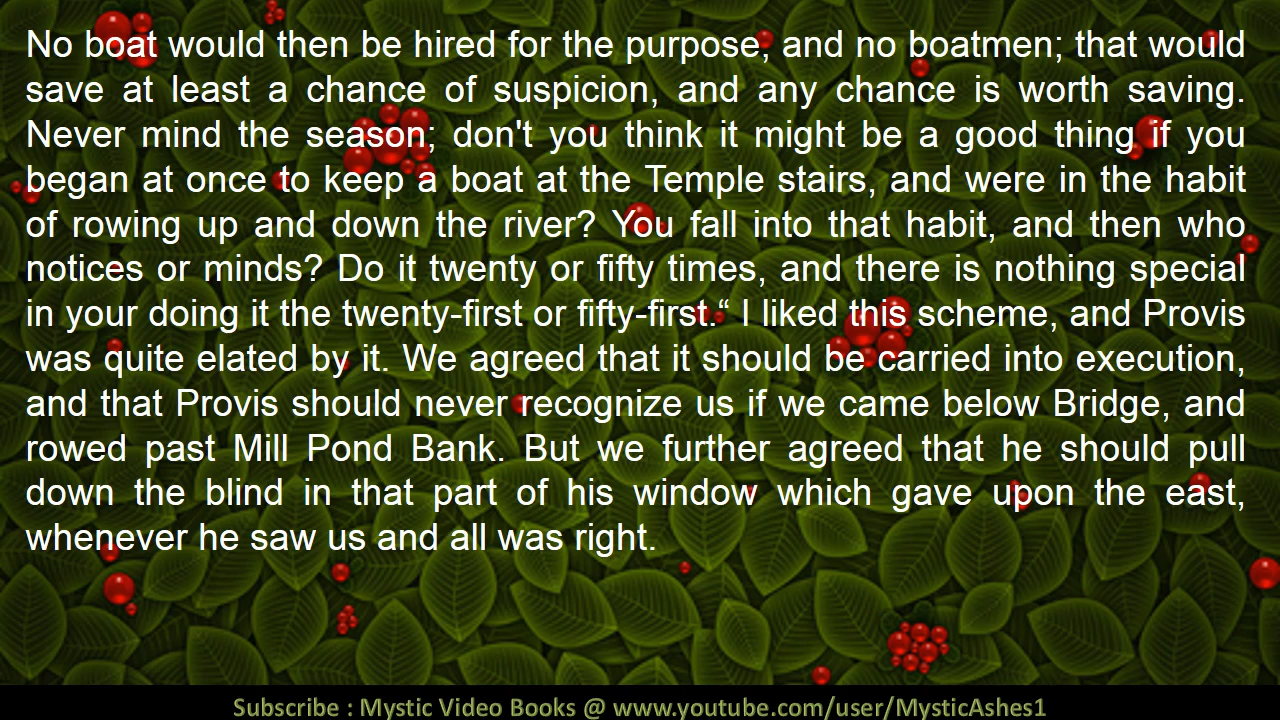 No boat would then be hired for the purpose, and no boatmen; that would
save at least a chance of suspicion, and any chance is worth saving.
Never mind the season; don't you think it might be a good thing if you
began at once to keep a boat at the Temple stairs, and were in the habit
of rowing up and down the river? You fall into that habit, and then who
notices or minds? Do it twenty or fifty times, and there is nothing special
in your doing it the twenty-first or fifty-first.“ I liked this scheme, and Provis
was quite elated by it. We agreed that it should be carried into execution,
and that Provis should never recognize us if we came below Bridge, and
rowed past Mill Pond Bank. But we further agreed that he should pull
down the blind in that part of his window which gave upon the east,
whenever he saw us and all was right.
Subscribe : Mystic Video Books @ www.youtube.com/user/MysticAshes1